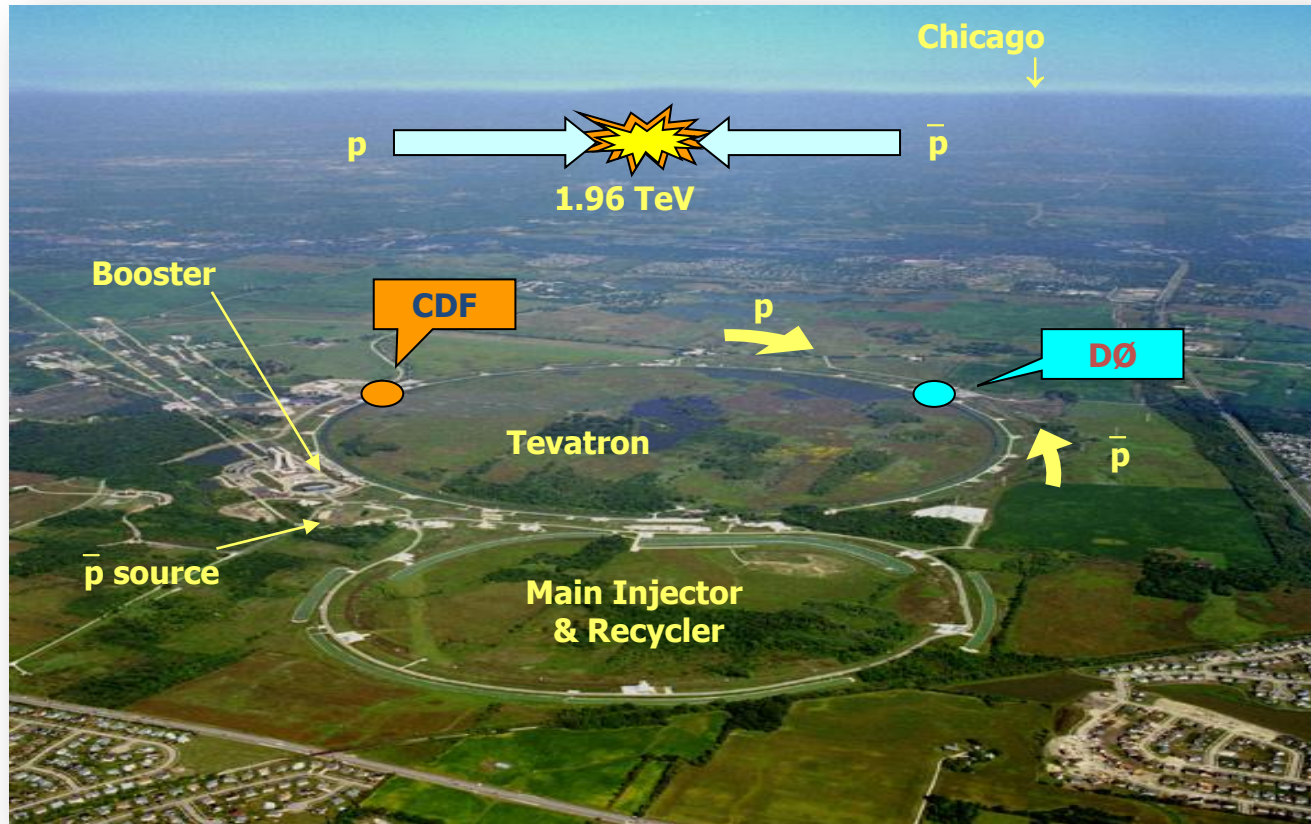 Chicago
↓
p
p̅
1.96 TeV
Booster
CDF
p
DØ
Tevatron
p̅
p̅ source
Main Injector
& Recycler